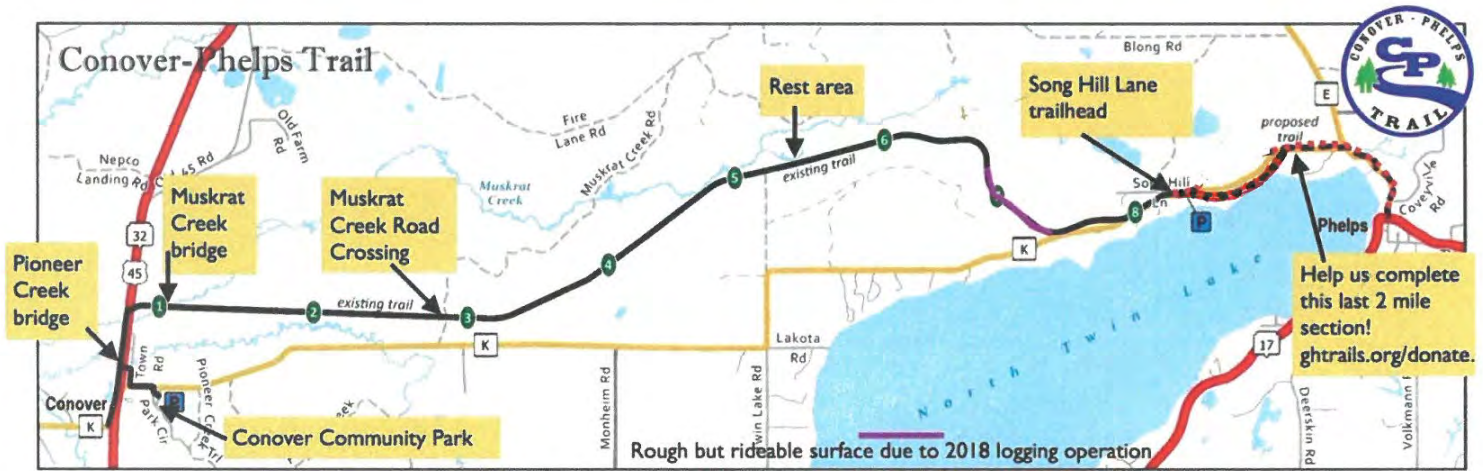 Conover-Phelps Trail
CONOVER - PHELPS
CP
TRAIL
Blong Rd
E
Rest area
Song Hill Lane
trailhead
proposed
trail
Fire
Lane Rd
Old Farm
Rd
Nepco
Landing Rd
45 Rd
Muskrat Creek Rd
Muskrat
Creek
5
6
existing trail
Muskrat
Creek
bridge
Muskrat
Creek Road
Crossing
32
45
Pioneer
Creek
bridge
1
2
existing trail
3
4
8
Ln
P
K
Phelps
Coveyville
Rd
Help us complete
this last 2 mile
section!
ghtrails.org/donate.
North Twin Lake
17
K
Lakota
Rd
Town
Rd
Pioneer Creek
Trl
Park Cir
Conover
K
P
Conover Community Park
Monheim Rd
Twin Lake Rd
Deerskin Rd
Volkmann
Rough but rideable surface due to 2018 logging operation